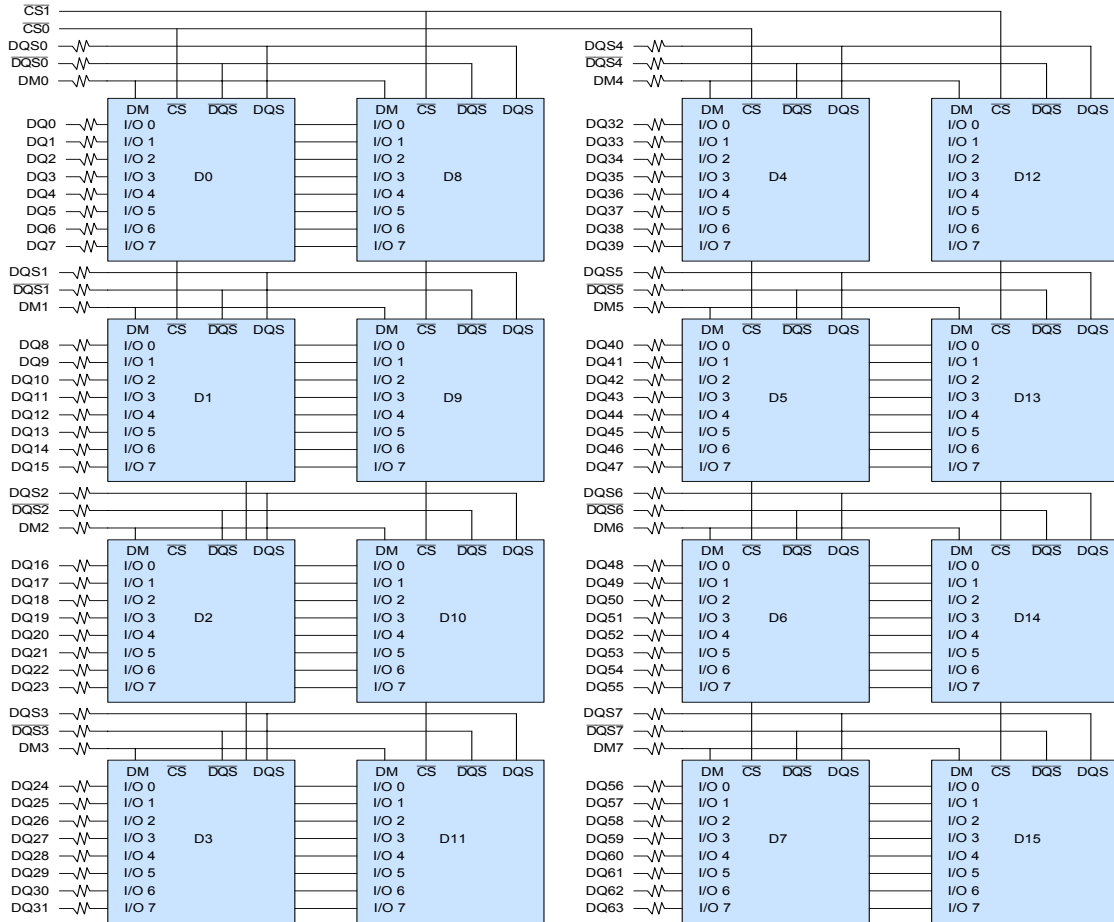 CS1
CS0
DQS0
DQS0
DM0
DM CS DQS DQS
DQ0 I/O 0
DQ1 I/O 1
DQ2 I/O 2
DQ3 I/O 3 D0
DQ4 I/O 4
DQ5 I/O 5
DQ6 I/O 6
DQ7 I/O 7
DM CS DQS DQS
I/O 0
I/O 1
I/O 2
I/O 3 D8
I/O 4
I/O 5
I/O 6
I/O 7
DQS4
DQS4
DM4
DM CS DQS DQS
DQ32 I/O 0
DQ33 I/O 1
DQ34 I/O 2
DQ35 I/O 3 D4
DQ36 I/O 4
DQ37 I/O 5
DQ38 I/O 6
DQ39 I/O 7
DM CS DQS DQS
I/O 0
I/O 1
I/O 2
I/O 3 D12
I/O 4
I/O 5
I/O 6
I/O 7
DQS1
DQS1
DM1
DM CS DQS DQS
DQ8 I/O 0
DQ9 I/O 1
DQ10 I/O 2
DQ11 I/O 3 D1
DQ12 I/O 4
DQ13 I/O 5
DQ14 I/O 6
DQ15 I/O 7
DM CS DQS DQS
I/O 0
I/O 1
I/O 2
I/O 3 D9
I/O 4
I/O 5
I/O 6
I/O 7
DQS5
DQS5
DM5
DM CS DQS DQS
DQ40 I/O 0
DQ41 I/O 1
DQ42 I/O 2
DQ43 I/O 3 D5
DQ44 I/O 4
DQ45 I/O 5
DQ46 I/O 6
DQ47 I/O 7
DM CS DQS DQS
I/O 0
I/O 1
I/O 2
I/O 3 D13
I/O 4
I/O 5
I/O 6
I/O 7
DQS2
DQS2
DM2
DM CS DQS DQS
DQ16 I/O 0
DQ17 I/O 1
DQ18 I/O 2
DQ19 I/O 3 D2
DQ20 I/O 4
DQ21 I/O 5
DQ22 I/O 6
DQ23 I/O 7
DM CS DQS DQS
I/O 0
I/O 1
I/O 2
I/O 3 D10
I/O 4
I/O 5
I/O 6
I/O 7
DQS6
DQS6
DM6
DM CS DQS DQS
DQ48 I/O 0
DQ49 I/O 1
DQ50 I/O 2
DQ51 I/O 3 D6
DQ52 I/O 4
DQ53 I/O 5
DQ54 I/O 6
DQ55 I/O 7
DM CS DQS DQS
I/O 0
I/O 1
I/O 2
I/O 3 D14
I/O 4
I/O 5
I/O 6
I/O 7
DQS3
DQS3
DM3
DM CS DQS DQS
DQ24 I/O 0
DQ25 I/O 1
DQ26 I/O 2
DQ27 I/O 3 D3
DQ28 I/O 4
DQ29 I/O 5
DQ30 I/O 6
DQ31 I/O 7
DM CS DQS DQS
I/O 0
I/O 1
I/O 2
I/O 3 D11
I/O 4
I/O 5
I/O 6
I/O 7
DQS7
DQS7
DM7
DM CS DQS DQS
DQ56 I/O 0
DQ57 I/O 1
DQ58 I/O 2
DQ59 I/O 3 D7
DQ60 I/O 4
DQ61 I/O 5
DQ62 I/O 6
DQ63 I/O 7
DM CS DQS DQS
I/O 0
I/O 1
I/O 2
I/O 3 D15
I/O 4
I/O 5
I/O 6
I/O 7